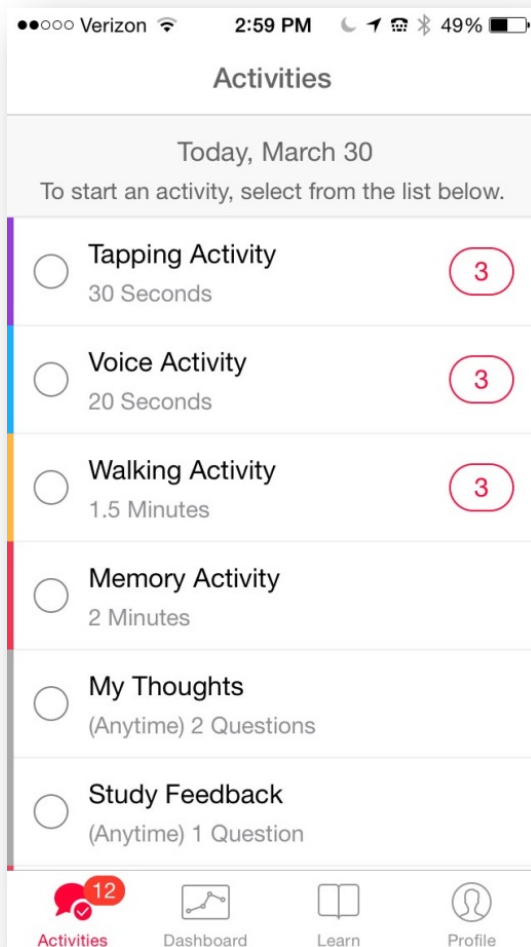 Verizon 2:59 PM 49%
Activities
Today, March 30
To start an activity, select from the list below.
Tapping Activity
30 Seconds
3
Voice Activity
20 Seconds
3
Walking Activity
1.5 Minutes
3
Memory Activity
2 Minutes
My Thoughts
(Anytime) 2 Questions
Study Feedback
(Anytime) 1 Question
12
Activities Dashboard Learn Profile